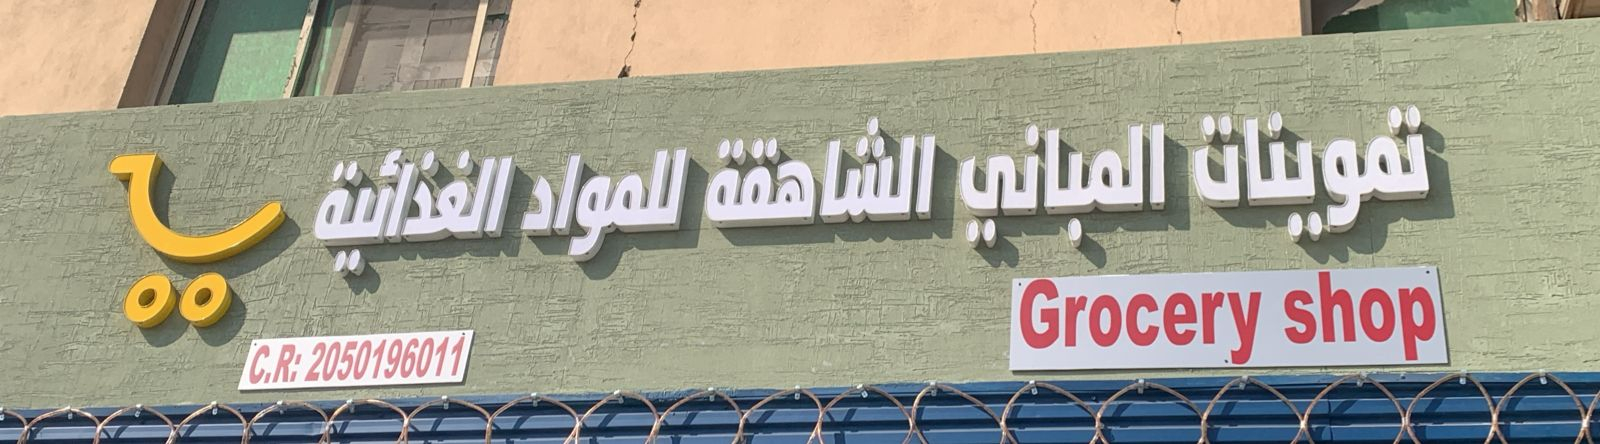 تموينات المباني الشاهقة للمواد الغذائية
Grocery shop
C.R: 2050196011